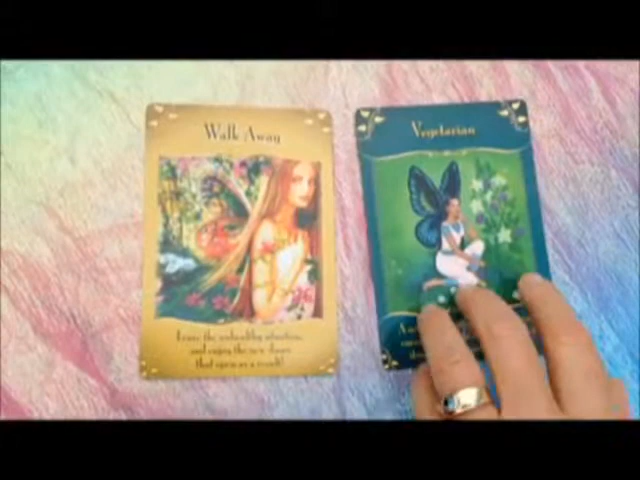 Walk Away
Leave the unhealthy situation,
and enjoy the new doors
that open as a result!
Vegetarian